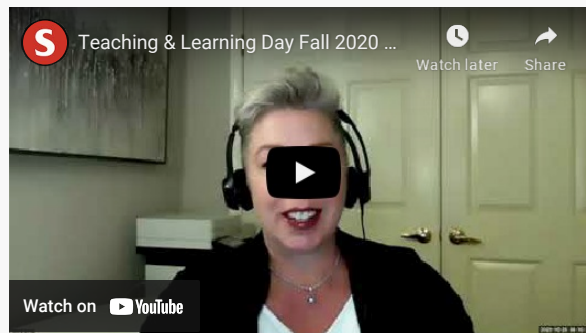 S
Teaching & Learning Day Fall 2020 ...
Watch later
Share
Watch on YouTube